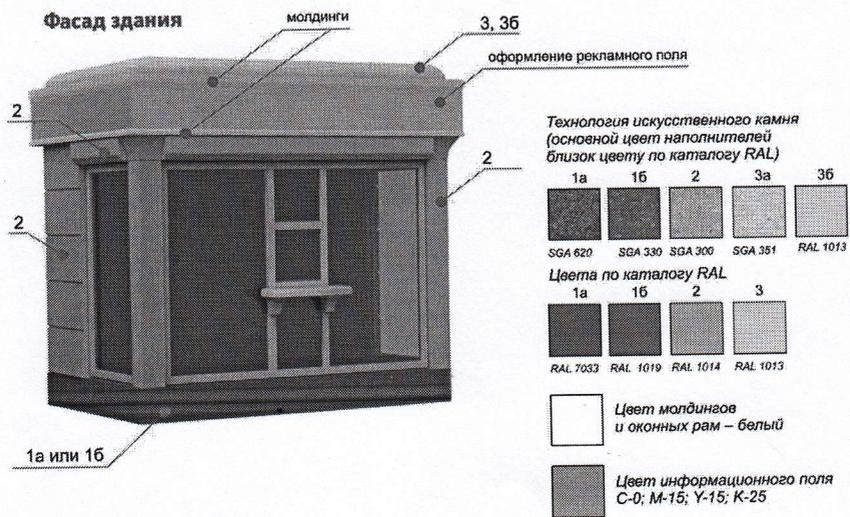 Фасад здания
молдинги
3, 3б
оформление рекламного поля
2
2
2
1а или 1б
Технология искусственного камня
(основной цвет наполнителей
близок цвету по каталогу RAL)
1а 1б 2 3а 3б
SGA 620 SGA 330 SGA 300 SGA 351 RAL 1013
Цвета по каталогу RAL
1а 1б 2 3
RAL 7033 RAL 1019 RAL 1014 RAL 1013
Цвет молдингов
и оконных рам – белый
Цвет информационного поля
C-0; M-15; Y-15; K-25